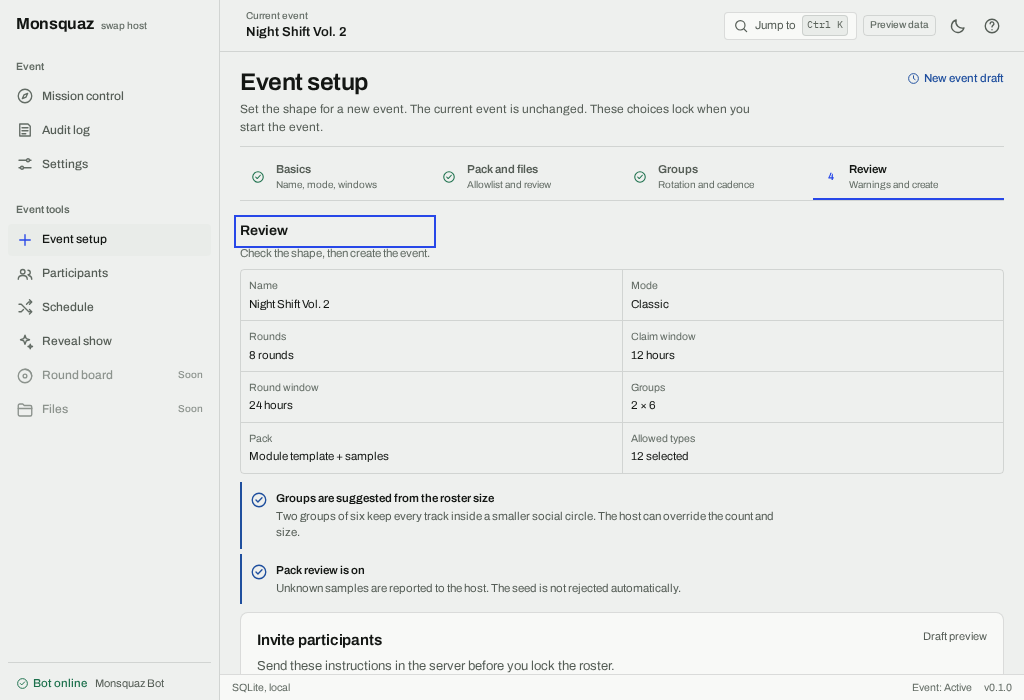 Monsquaz swap host
Event
Mission control
Audit log
Settings
Event tools
Event setup
Participants
Schedule
Reveal show
Round board Soon
Files Soon
Bot online Monsquaz Bot
Current event
Night Shift Vol. 2
Jump to Ctrl K
Preview data
Event setup
New event draft
Set the shape for a new event. The current event is unchanged. These choices lock when you
start the event.
Basics
Name, mode, windows
Pack and files
Allowlist and review
Groups
Rotation and cadence
4
Review
Warnings and create
Review
Check the shape, then create the event.
Name
Night Shift Vol. 2
Mode
Classic
Rounds
8 rounds
Claim window
12 hours
Round window
24 hours
Groups
2 × 6
Pack
Module template + samples
Allowed types
12 selected
Groups are suggested from the roster size
Two groups of six keep every track inside a smaller social circle. The host can override the count and
size.
Pack review is on
Unknown samples are reported to the host. The seed is not rejected automatically.
Invite participants
Draft preview
Send these instructions in the server before you lock the roster.
SQLite, local
Event: Active v0.1.0